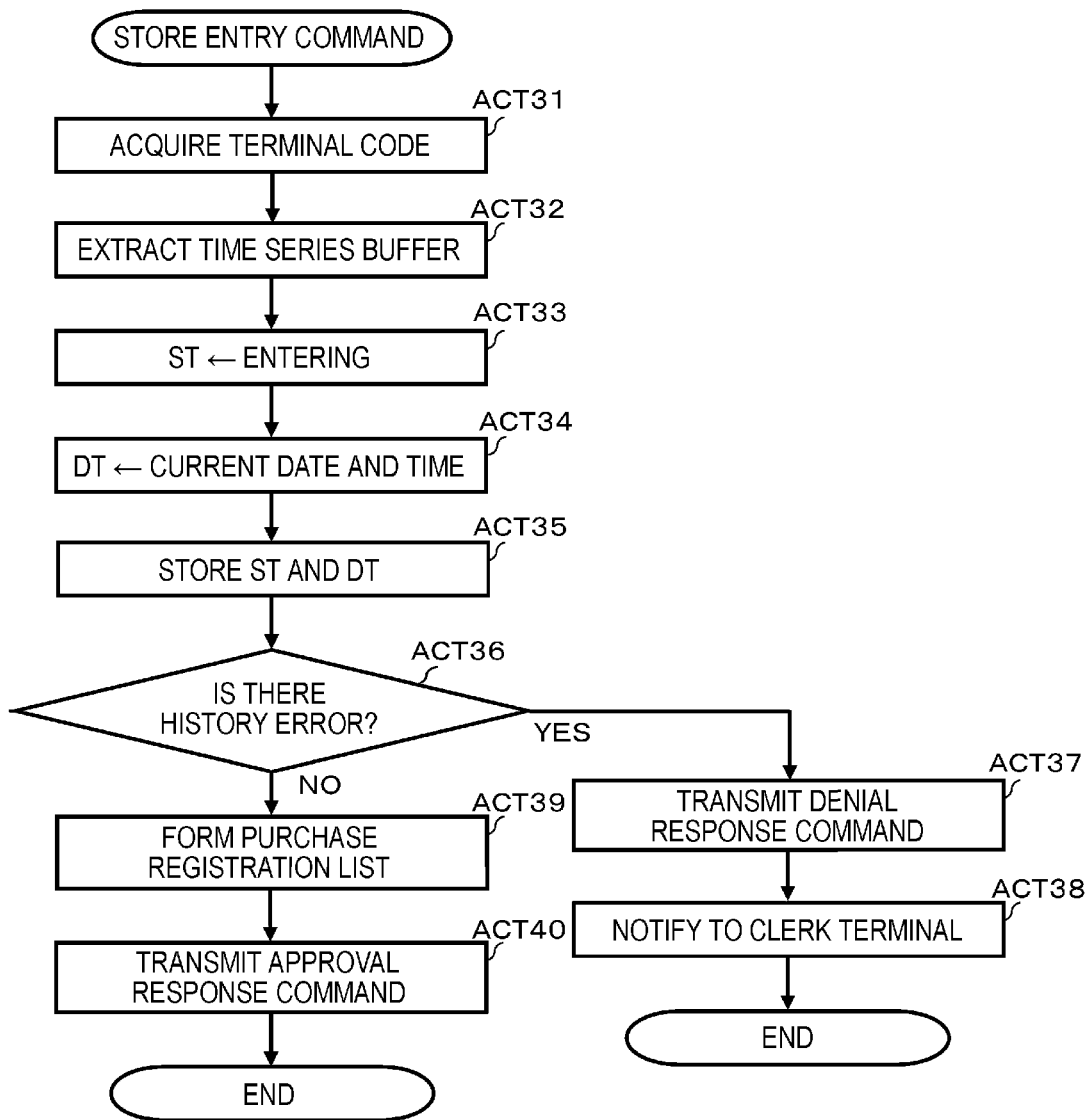 STORE ENTRY COMMAND
ACT31
ACQUIRE TERMINAL CODE
ACT32
EXTRACT TIME SERIES BUFFER
ACT33
ST ← ENTERING
ACT34
DT ← CURRENT DATE AND TIME
ACT35
STORE ST AND DT
ACT36
IS THERE
HISTORY ERROR?
YES
NO
ACT37
TRANSMIT DENIAL
RESPONSE COMMAND
ACT38
NOTIFY TO CLERK TERMINAL
END
ACT39
FORM PURCHASE
REGISTRATION LIST
ACT40
TRANSMIT APPROVAL
RESPONSE COMMAND
END